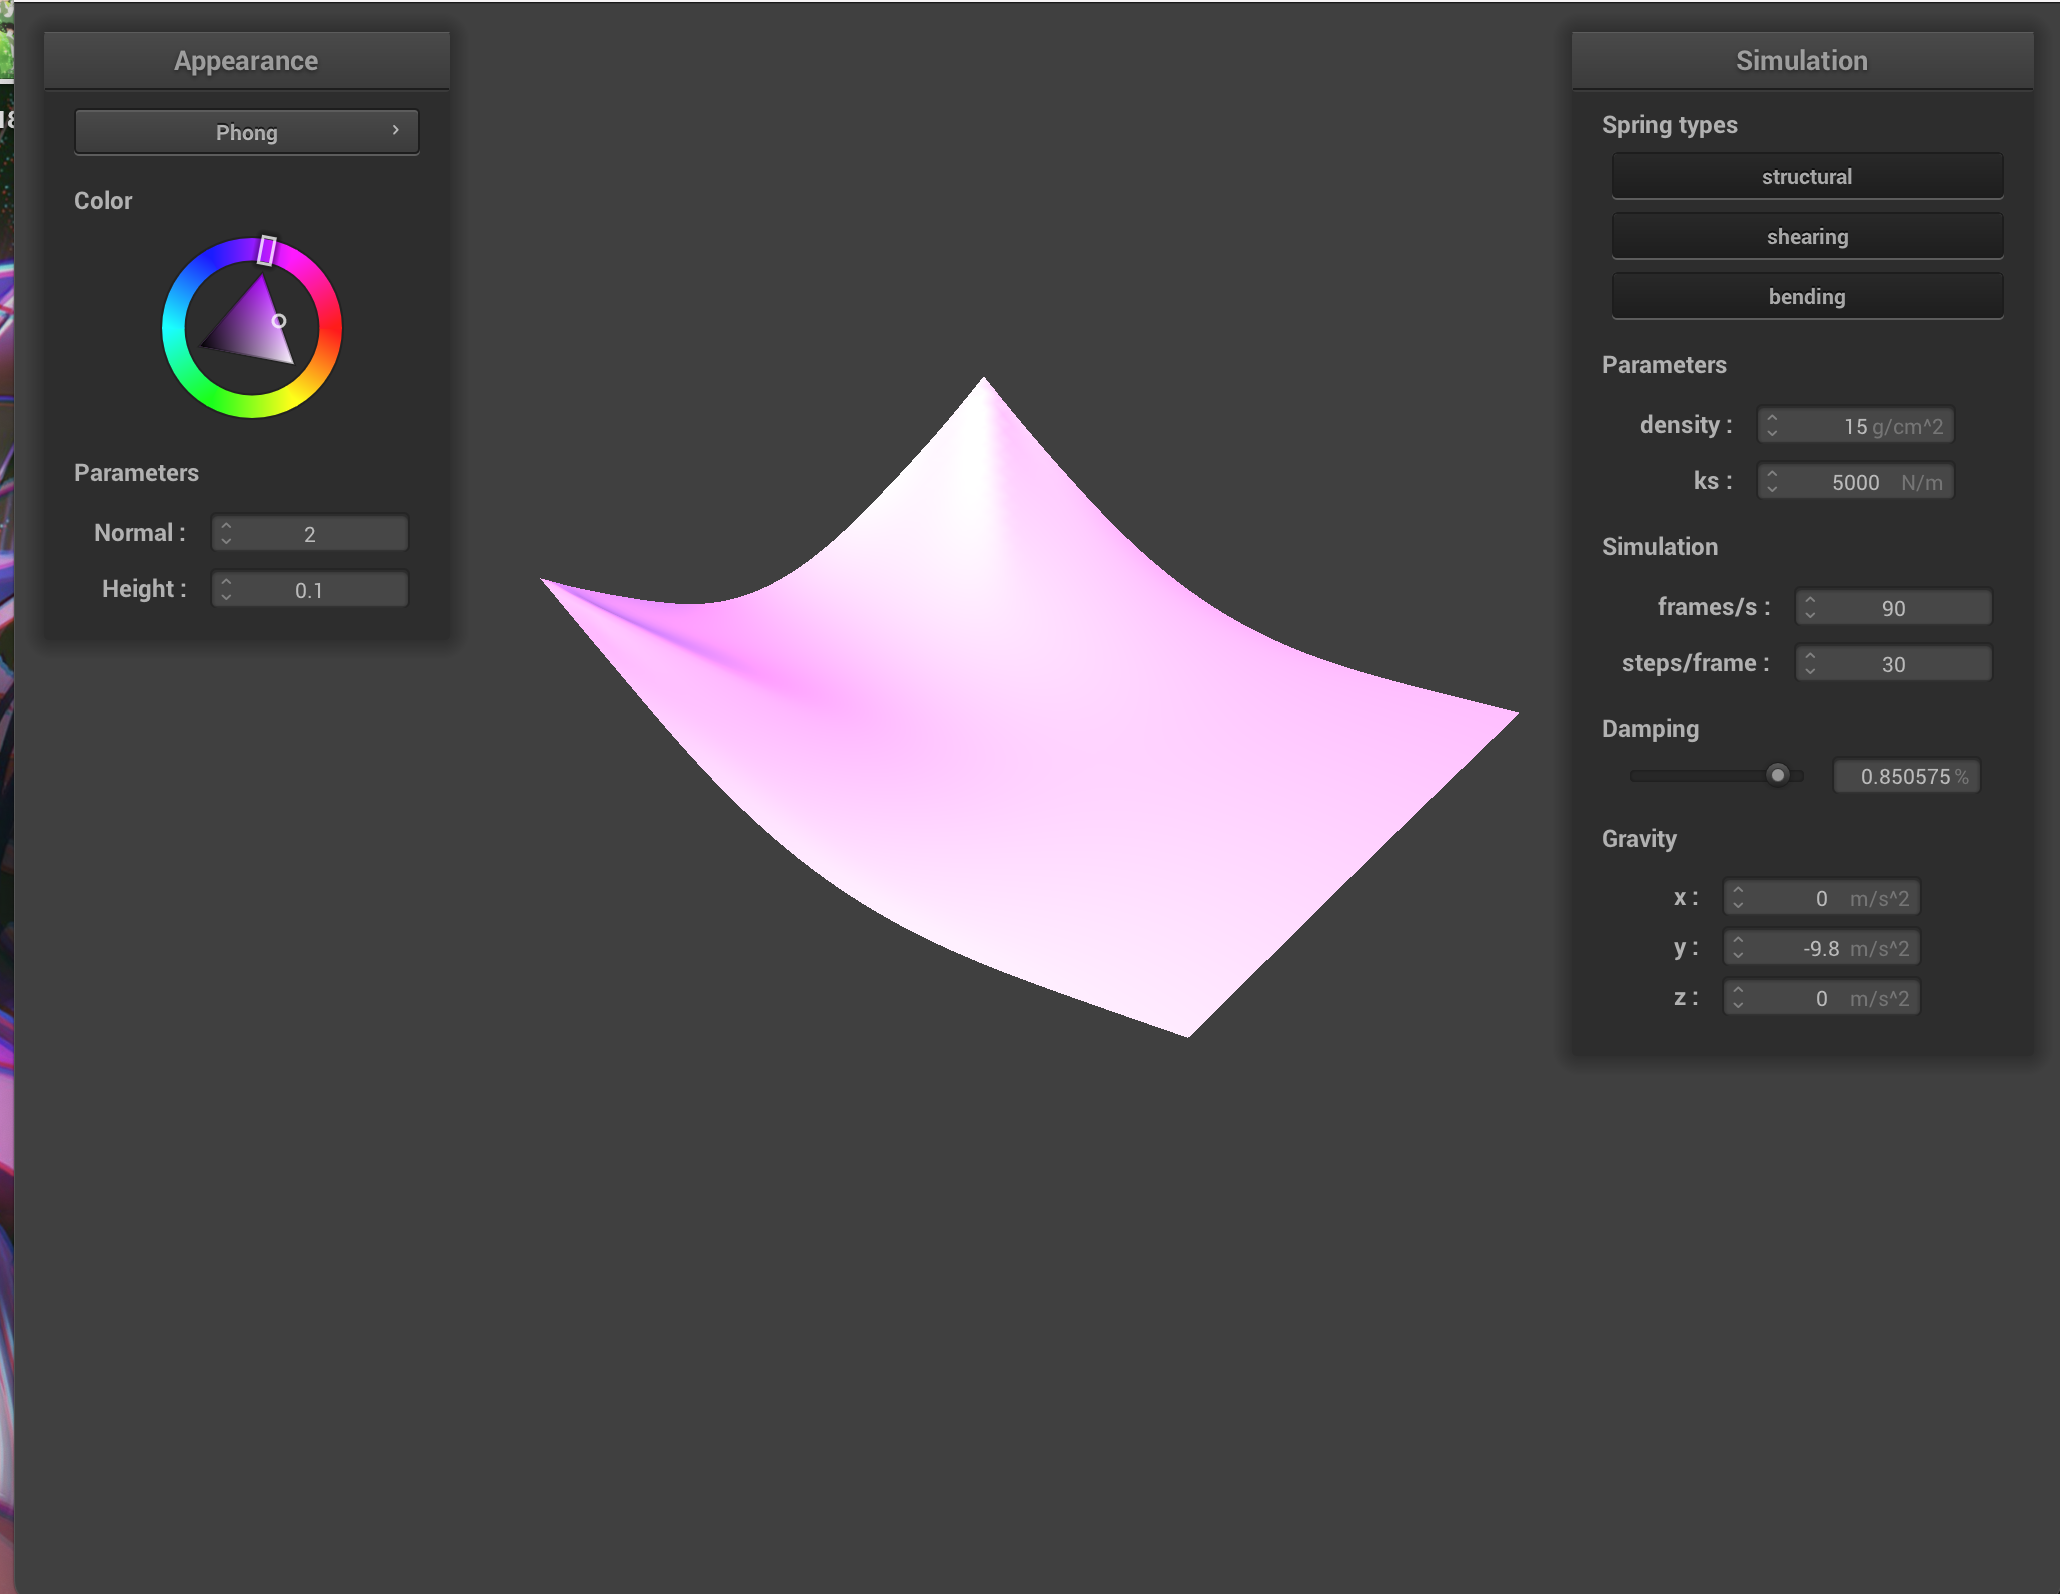 Appearance
Phong
Color
Parameters
Normal : 2
Height : 0.1
Simulation
Spring types
structural
shearing
bending
Parameters
density : 15 g/cm^2
ks : 5000 N/m
Simulation
frames/s : 90
steps/frame : 30
Damping
0.850575 %
Gravity
x : 0 m/s^2
y : -9.8 m/s^2
z : 0 m/s^2